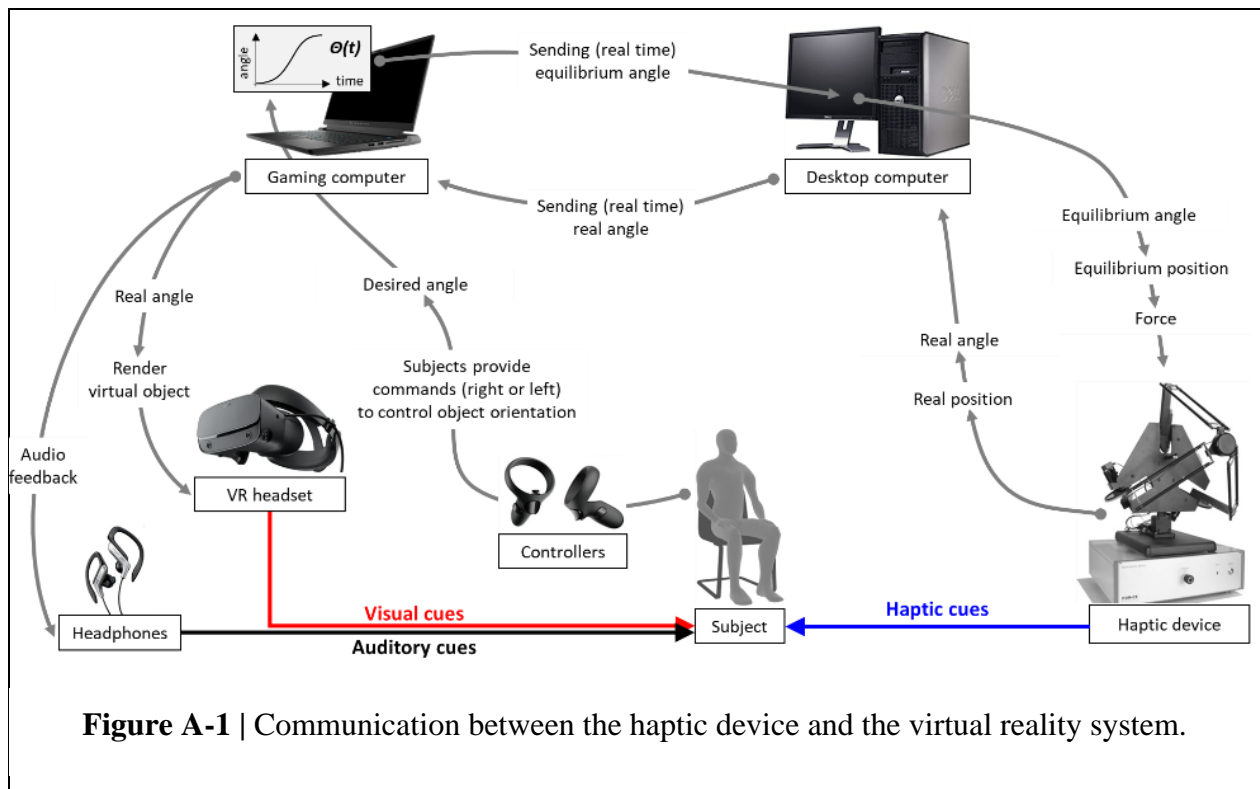 angle
Θ(t)
time
Sending (real time)
equilibrium angle
Gaming computer
Desktop computer
Sending (real time)
real angle
Equilibrium angle
Equilibrium position
Force
Desired angle
Real angle
Render
virtual object
Real angle
Real position
Subjects provide
commands (right or left)
to control object orientation
Audio
feedback
VR headset
Controllers
Visual cues
Haptic cues
Headphones
Subject
Haptic device
Auditory cues
Figure A-1 | Communication between the haptic device and the virtual reality system.